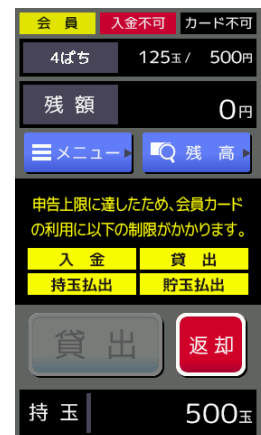 会員 入金不可 カード不可
4ぱち 125玉/ 500円
残額 0円
メニュー 残高
申告上限に達したため、会員カード
の利用に以下の制限がかかります。
入金 貸出
持玉払出 貯玉払出
貸出 返却
持玉 500玉